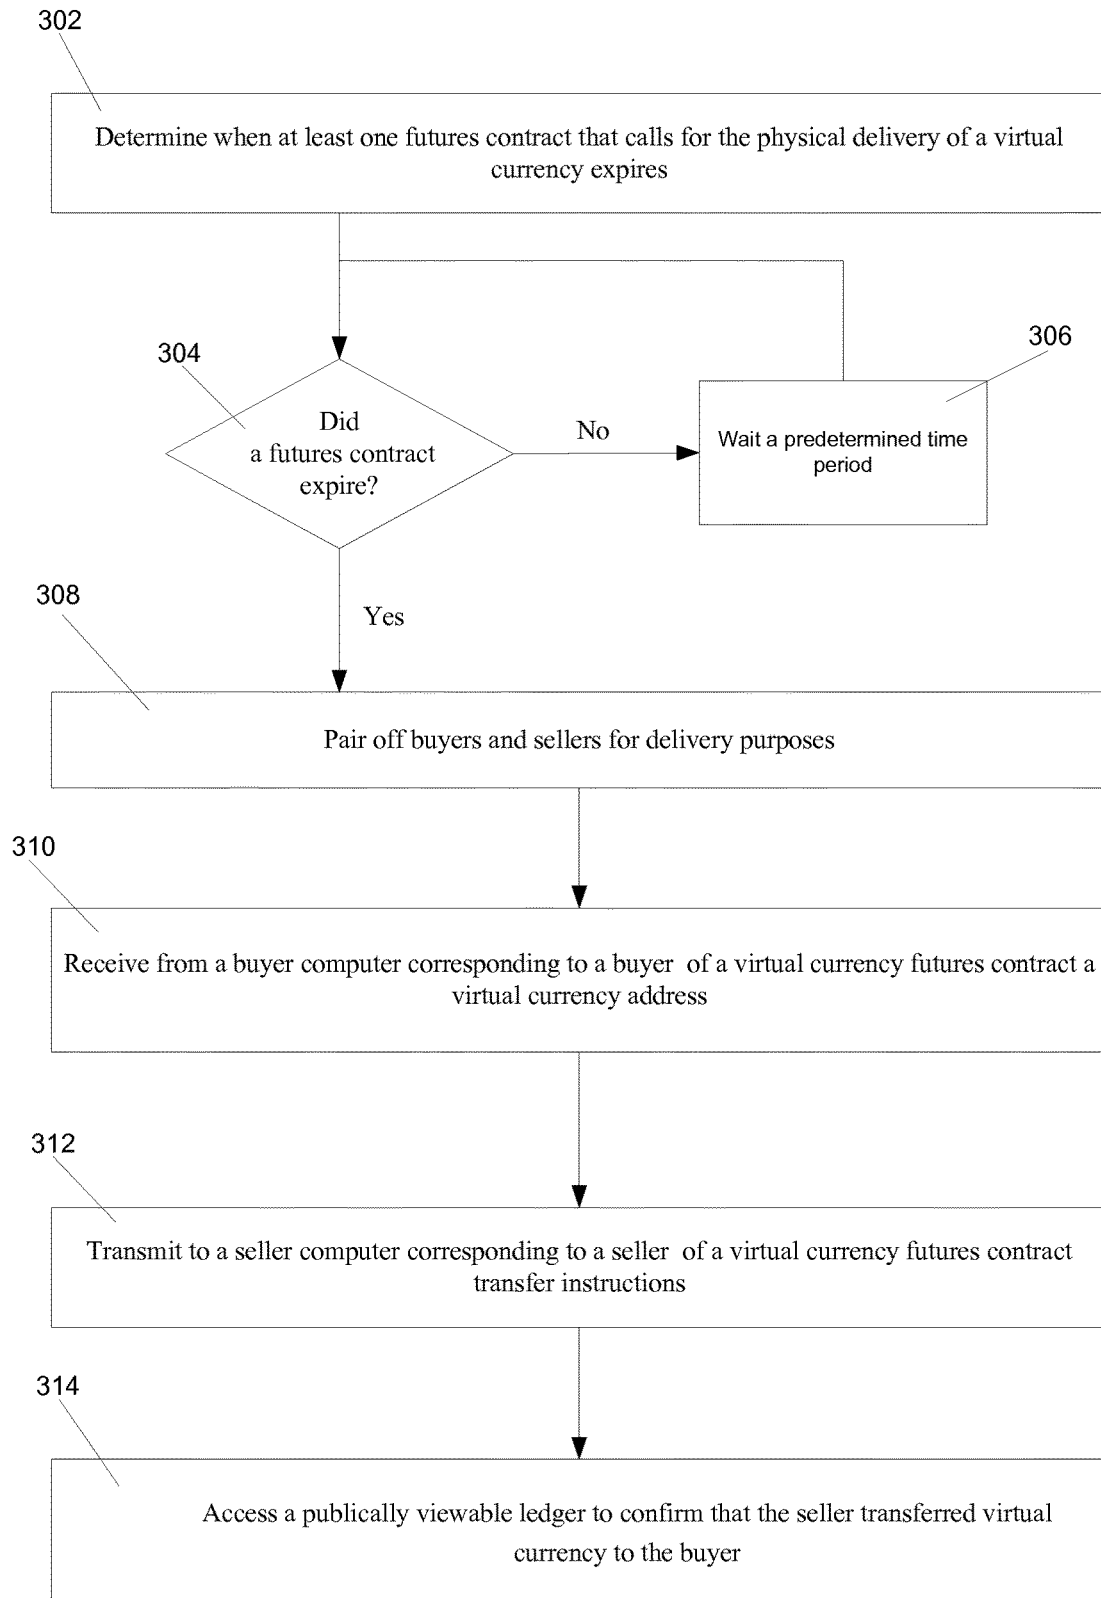 302
Determine when at least one futures contract that calls for the physical delivery of a virtual
currency expires
304
Did
a futures contract
expire?
No
306
Wait a predetermined time
period
Yes
308
Pair off buyers and sellers for delivery purposes
310
Receive from a buyer computer corresponding to a buyer of a virtual currency futures contract a
virtual currency address
312
Transmit to a seller computer corresponding to a seller of a virtual currency futures contract
transfer instructions
314
Access a publically viewable ledger to confirm that the seller transferred virtual
currency to the buyer